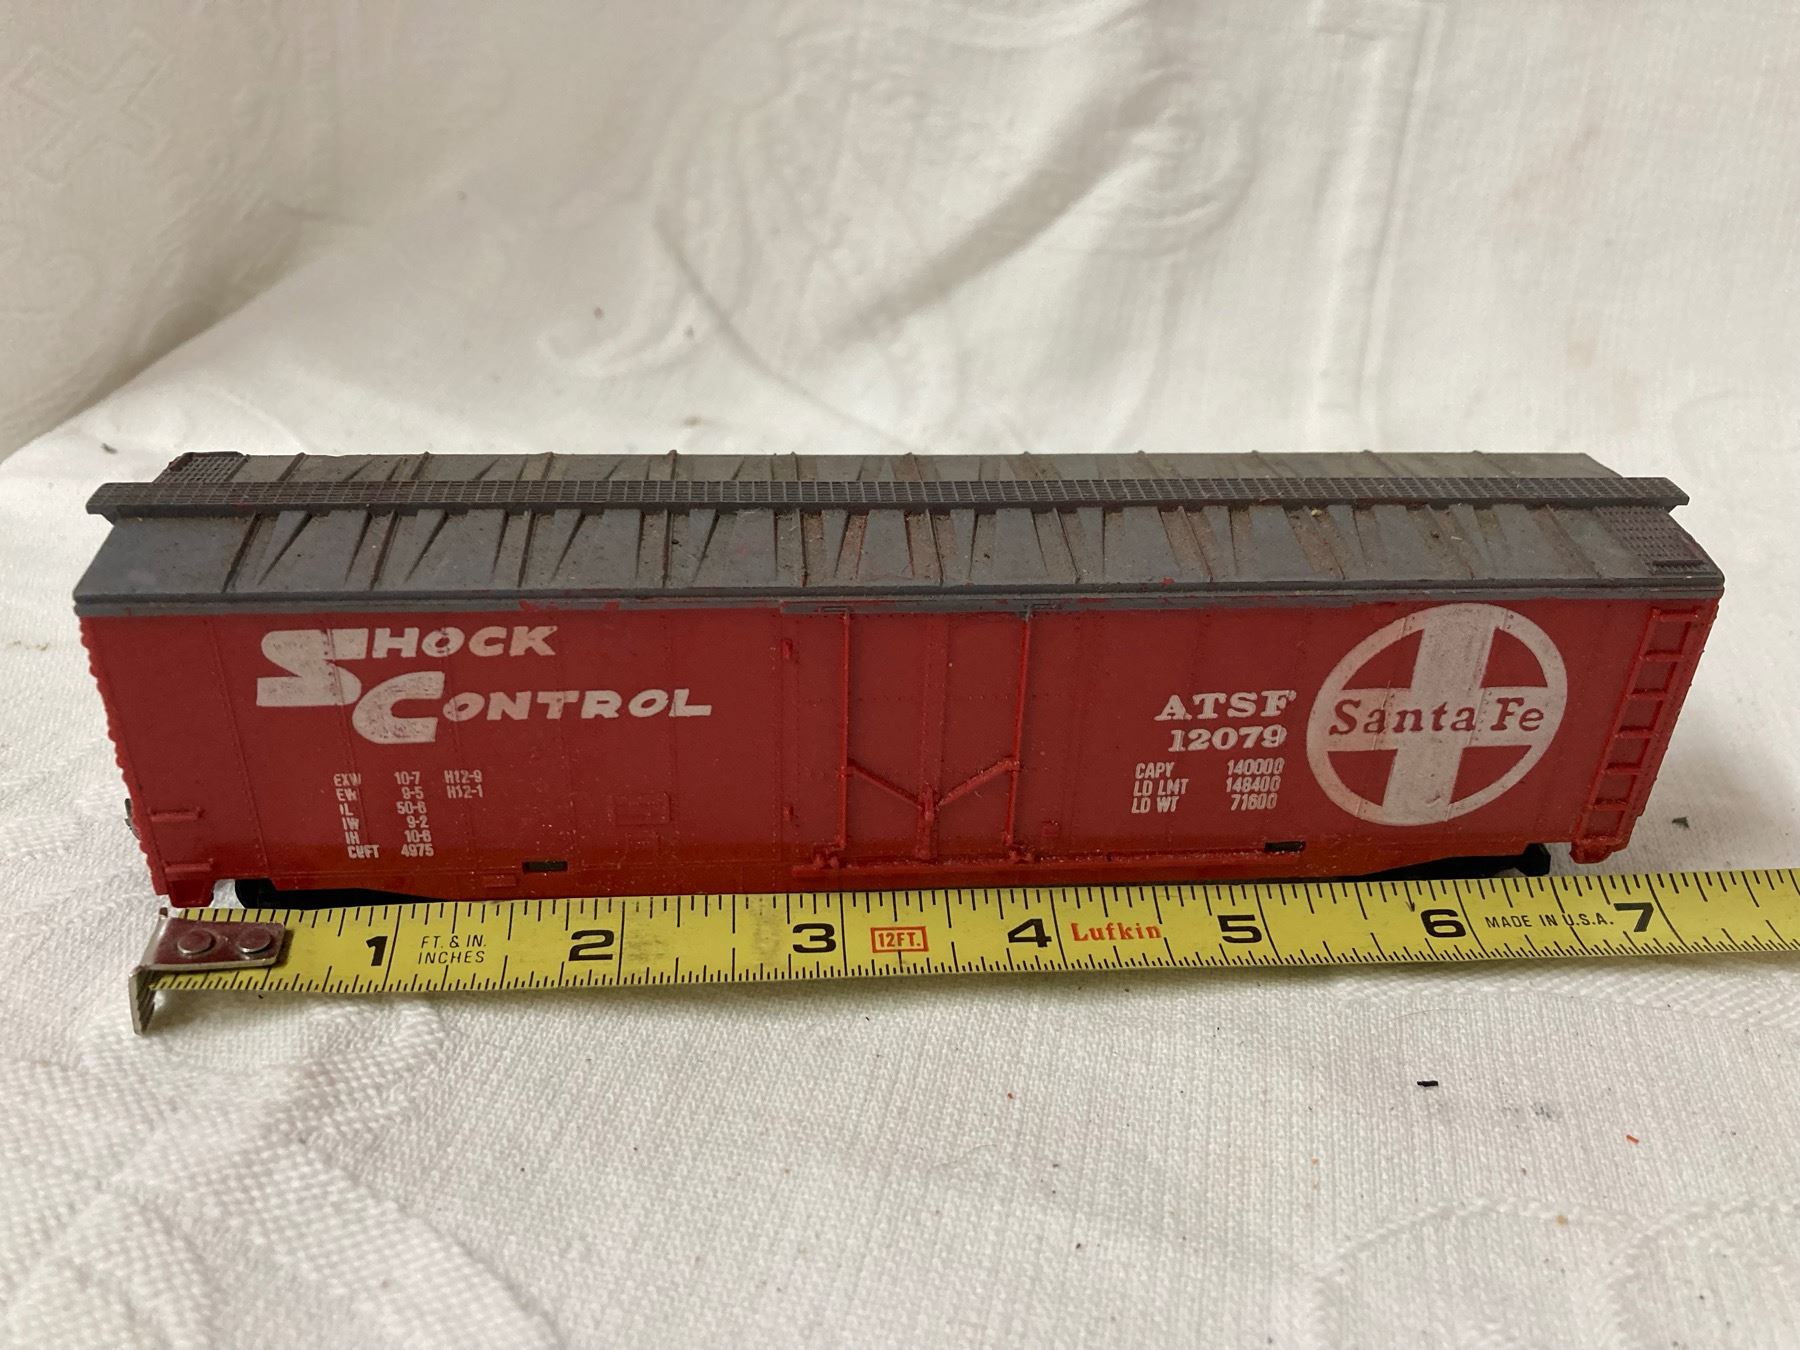 SHOCK
CONTROL
EXW 10-7 H12-9
EW 9-5 H12-1
IL 50-6
IW 9-2
IH 10-6
CUFT 4975
ATSF
12079
CAPY 140000
LD LMT 148400
LD WT 71600
Santa Fe
1 FT. & IN. INCHES 2 3 12FT. 4 Lufkin 5 6 MADE IN U.S.A. 7